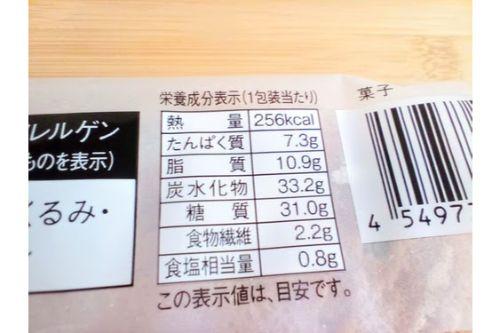 栄養成分表示(1包装当たり)
熱量 256kcal
たんぱく質 7.3g
脂質 10.9g
炭水化物 33.2g
糖質 31.0g
食物繊維 2.2g
食塩相当量 0.8g
この表示値は、目安です。
レルゲン
ものを表示)
くるみ・
菓子
4 54977